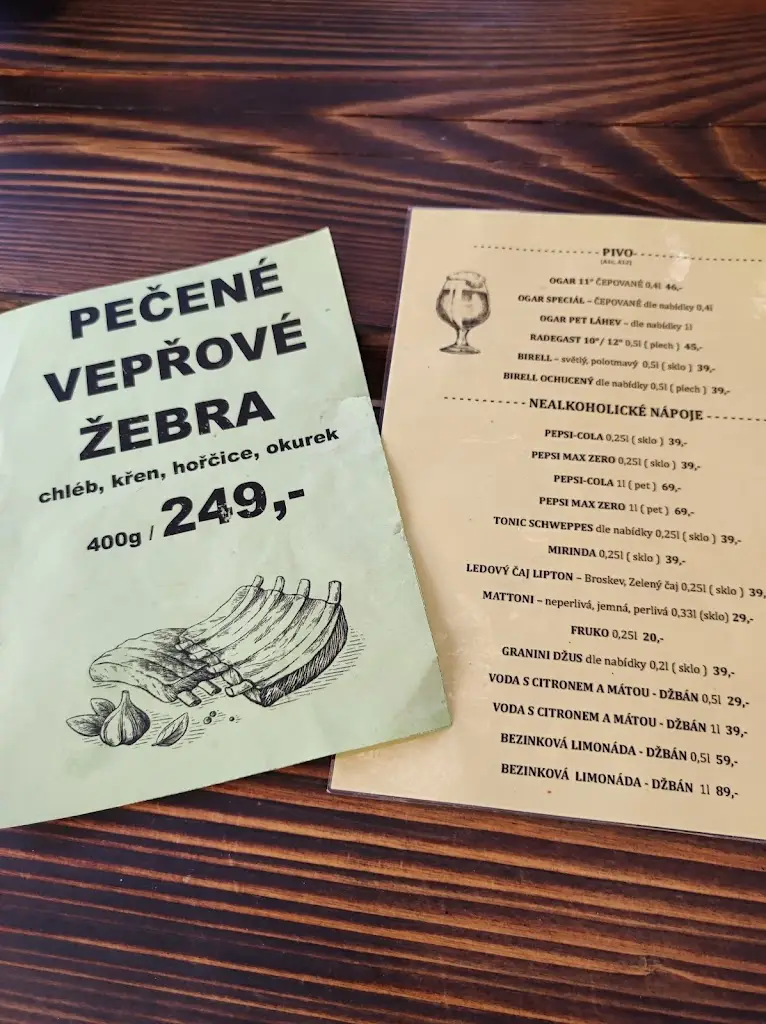 PEČENÉ
VEPŘOVÉ
ŽEBRA
chléb, křen, hořčice, okurek
400g / 249,-
PIVO
(A1G, A12)
OGAR 11° ČEPOVANÉ 0,4l 46,-
OGAR SPECIÁL – ČEPOVANÉ dle nabídky 0,4l
OGAR PET LÁHEV – dle nabídky 1l
RADEGAST 10°/ 12° 0,5l ( plech ) 45,-
BIRELL – světlý, polotmavý 0,5l ( sklo ) 39,-
BIRELL OCHUCENÝ dle nabídky 0,5l ( plech ) 39,-
NEALKOHOLICKÉ NÁPOJE
PEPSI-COLA 0,25l ( sklo ) 39,-
PEPSI MAX ZERO 0,25l ( sklo ) 39,-
PEPSI-COLA 1l ( pet ) 69,-
PEPSI MAX ZERO 1l ( pet ) 69,-
TONIC SCHWEPPES dle nabídky 0,25l ( sklo ) 39,-
MIRINDA 0,25l ( sklo ) 39,-
LEDOVÝ ČAJ LIPTON – Broskev, Zelený čaj 0,25l ( sklo ) 39,
MATTONI – neperlivá, jemná, perlivá 0,33l (sklo) 29,-
FRUKO 0,25l 20,-
GRANINI DŽUS dle nabídky 0,2l ( sklo ) 39,-
VODA S CITRONEM A MÁTOU - DŽBÁN 0,5l 29,-
VODA S CITRONEM A MÁTOU - DŽBÁN 1l 39,-
BEZINKOVÁ LIMONÁDA - DŽBÁN 0,5l 59,-
BEZINKOVÁ LIMONÁDA - DŽBÁN 1l 89,-